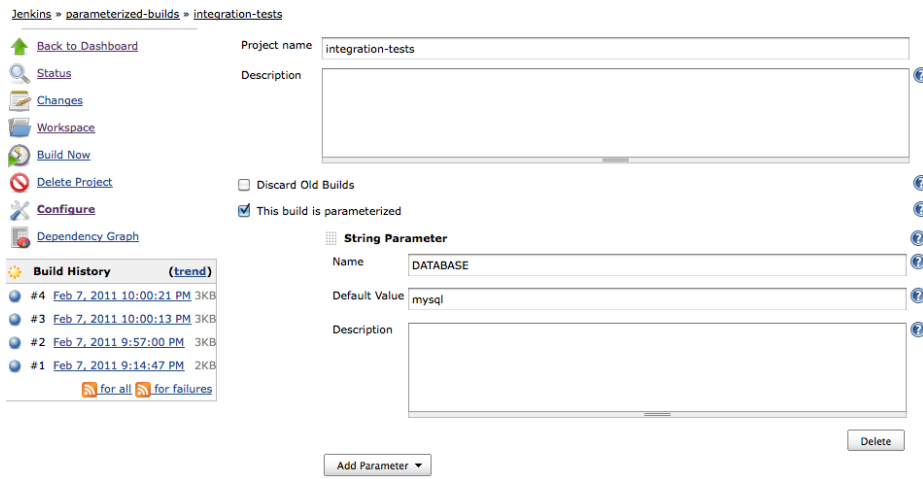 Jenkins » parameterized-builds » integration-tests
Back to Dashboard
Status
Changes
Workspace
Build Now
Delete Project
Configure
Dependency Graph
Build History (trend)
#4 Feb 7, 2011 10:00:21 PM 3KB
#3 Feb 7, 2011 10:00:13 PM 3KB
#2 Feb 7, 2011 9:57:00 PM 3KB
#1 Feb 7, 2011 9:14:47 PM 2KB
for all for failures
Project name integration-tests
Description
Discard Old Builds
This build is parameterized
String Parameter
Name DATABASE
Default Value mysql
Description
Delete
Add Parameter